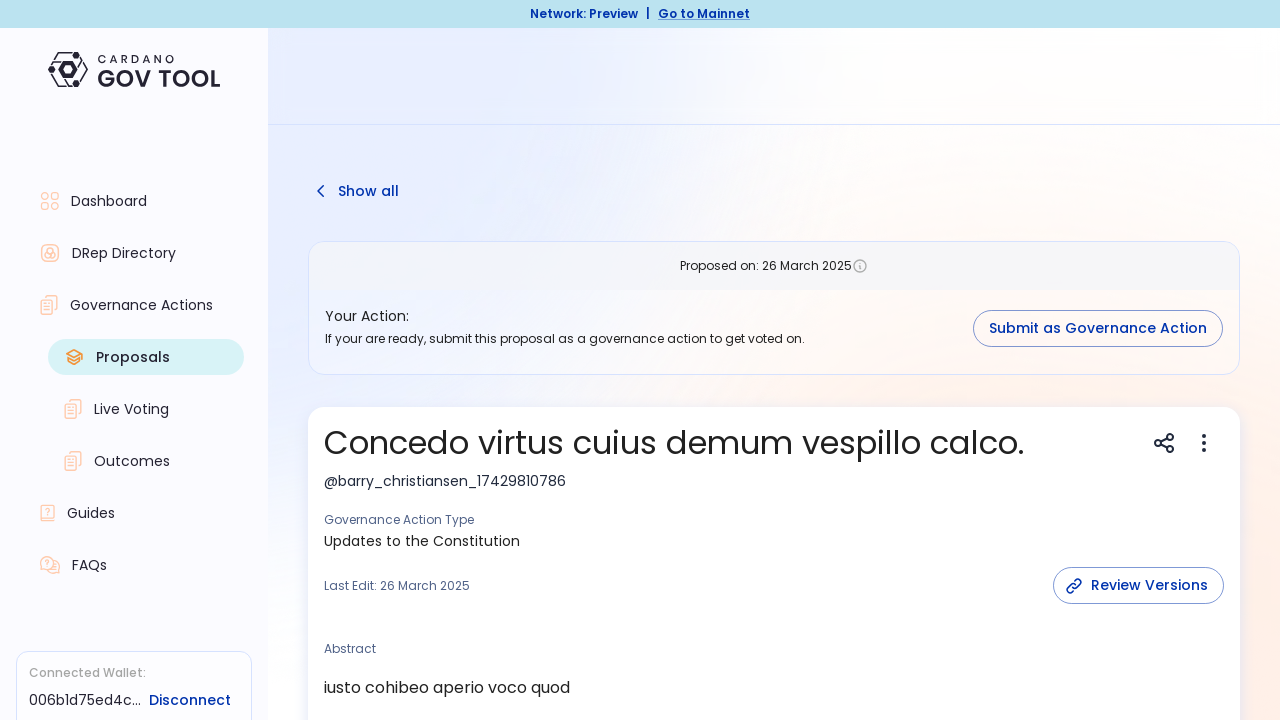 Network: Preview | Go to Mainnet
CARDANO
GOV TOOL
Dashboard
DRep Directory
Governance Actions
Proposals
Live Voting
Outcomes
Guides
FAQs
Connected Wallet:
006b1d75ed4c... Disconnect
Show all
Proposed on: 26 March 2025
Your Action:
If your are ready, submit this proposal as a governance action to get voted on.
Submit as Governance Action
Concedo virtus cuius demum vespillo calco.
@barry_christiansen_17429810786
Governance Action Type
Updates to the Constitution
Last Edit: 26 March 2025
Review Versions
Abstract
iusto cohibeo aperio voco quod